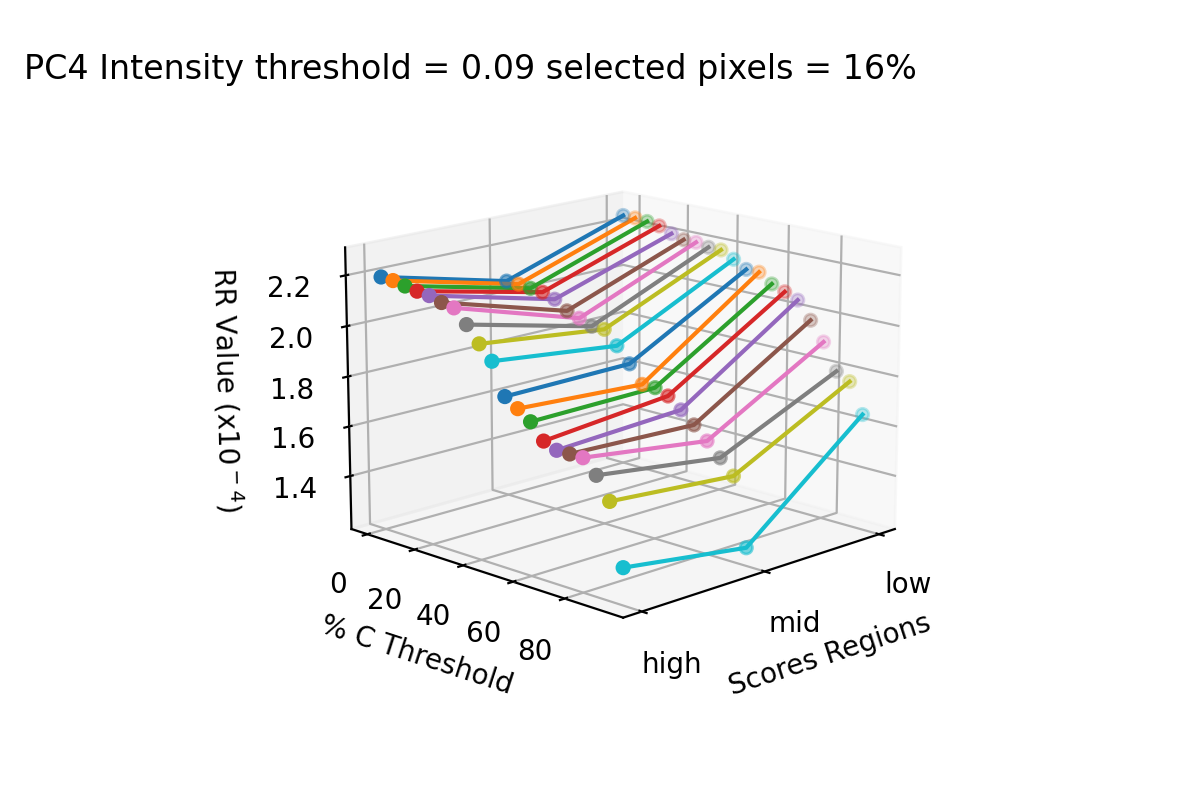 PC4 Intensity threshold = 0.09 selected pixels = 16%
RR Value (x10⁻⁴)
2.2
2.0
1.8
1.6
1.4
0
20
40
60
80
% C Threshold
high
mid
low
Scores Regions